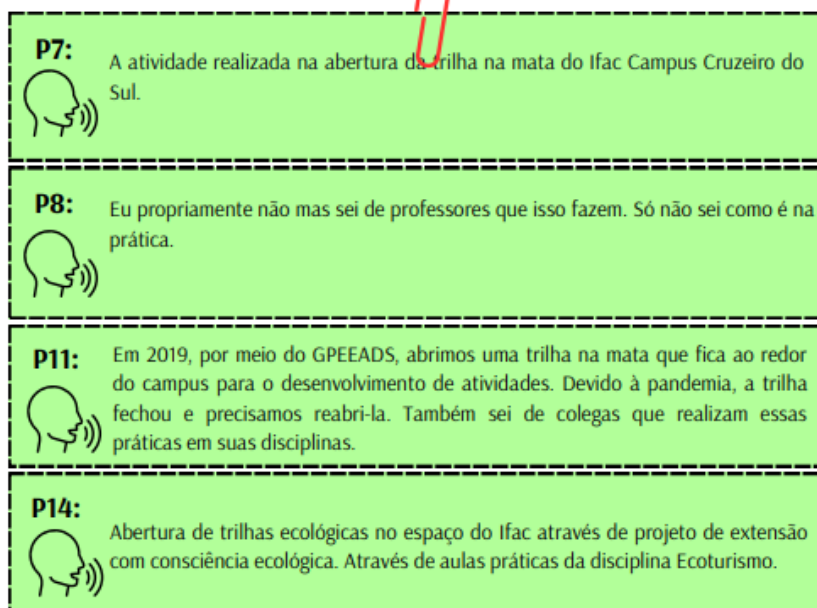 P7:
A atividade realizada na abertura da trilha na mata do Ifac Campus Cruzeiro do
Sul.
P8:
Eu propriamente não mas sei de professores que isso fazem. Só não sei como é na
prática.
P11:
Em 2019, por meio do GPEEADS, abrimos uma trilha na mata que fica ao redor
do campus para o desenvolvimento de atividades. Devido à pandemia, a trilha
fechou e precisamos reabri-la. Também sei de colegas que realizam essas
práticas em suas disciplinas.
P14:
Abertura de trilhas ecológicas no espaço do Ifac através de projeto de extensão
com consciência ecológica. Através de aulas práticas da disciplina Ecoturismo.